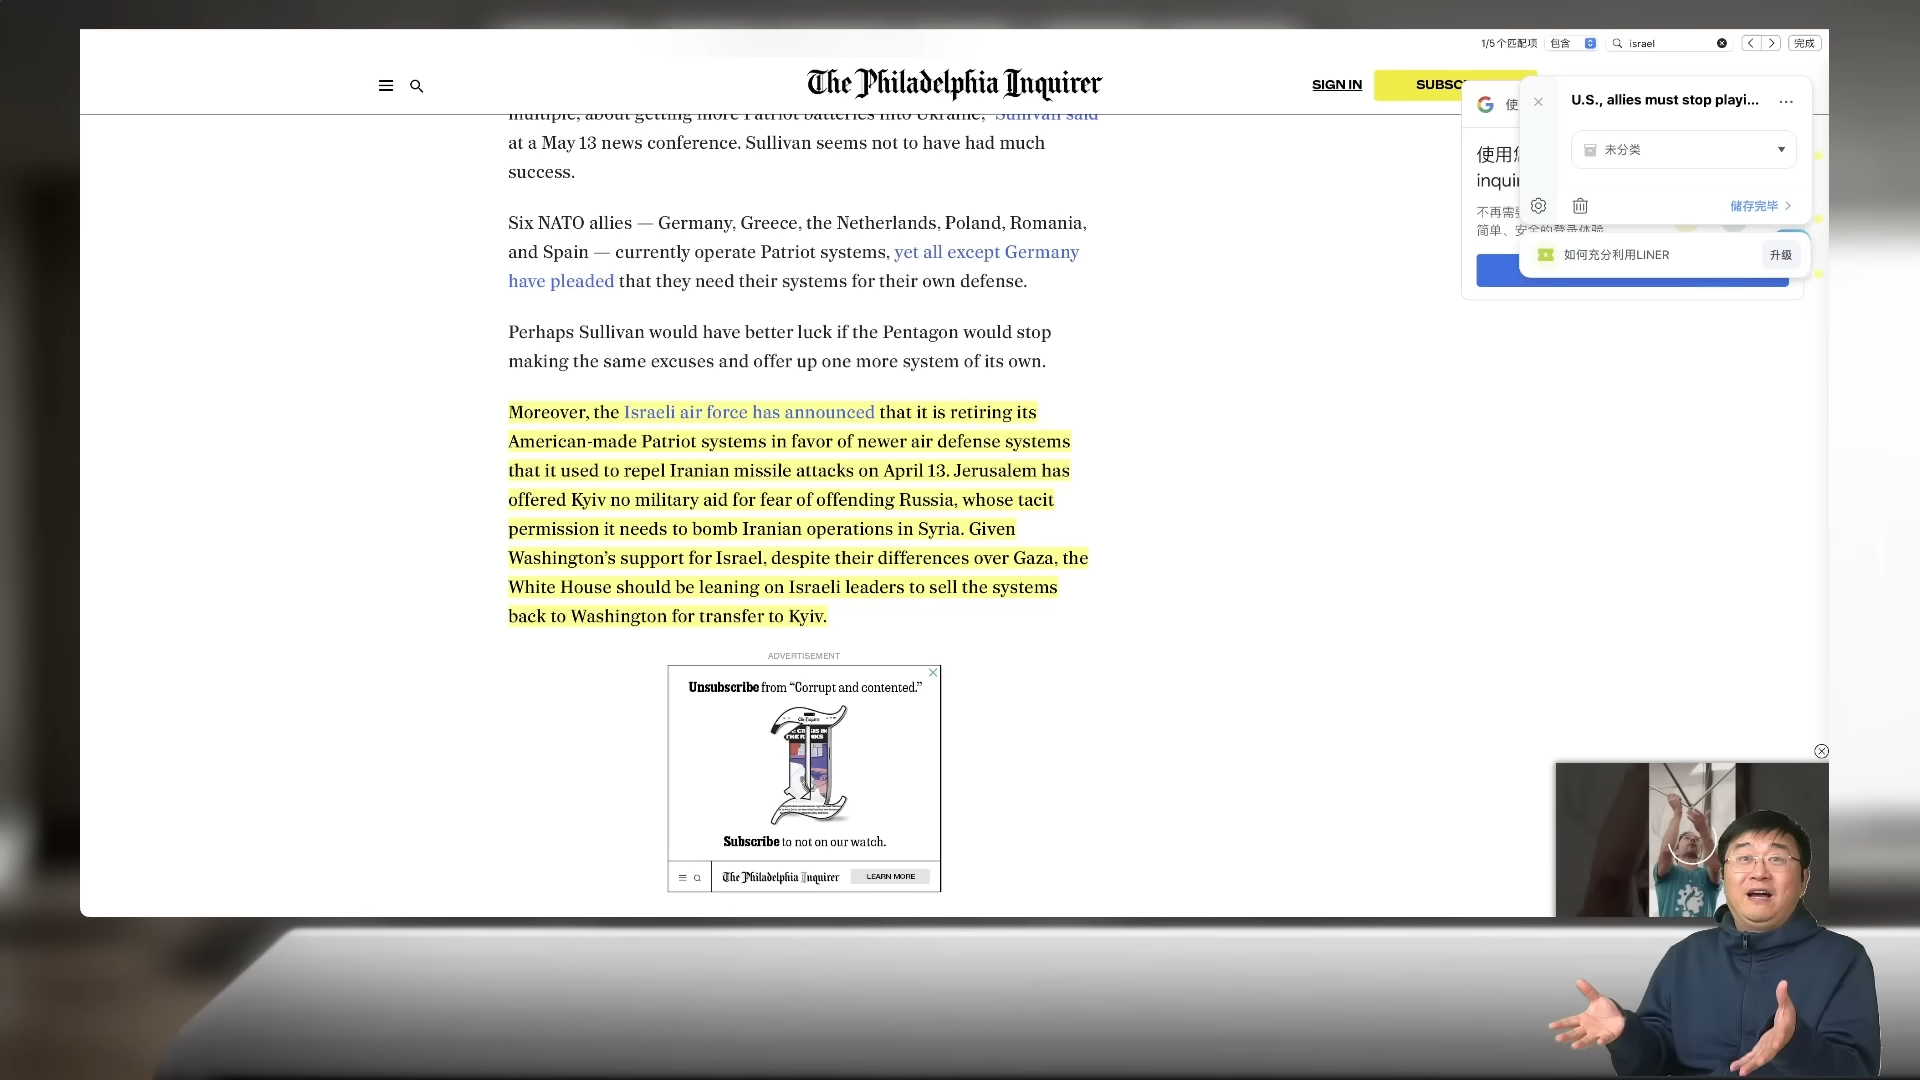 1/5个匹配项
包含
israel
完成
The Philadelphia Inquirer
SIGN IN
U.S., allies must stop playi...
使
multiple, about getting more Patriot batteries into Ukraine,” Sullivan said
at a May 13 news conference. Sullivan seems not to have had much
success.
未分类
inqui
不再需
储存完毕
Six NATO allies — Germany, Greece, the Netherlands, Poland, Romania,
and Spain — currently operate Patriot systems, yet all except Germany
have pleaded that they need their systems for their own defense.
如何充分利用LINER
升级
Perhaps Sullivan would have better luck if the Pentagon would stop
making the same excuses and offer up one more system of its own.
Moreover, the Israeli air force has announced that it is retiring its
American-made Patriot systems in favor of newer air defense systems
that it used to repel Iranian missile attacks on April 13. Jerusalem has
offered Kyiv no military aid for fear of offending Russia, whose tacit
permission it needs to bomb Iranian operations in Syria. Given
Washington’s support for Israel, despite their differences over Gaza, the
White House should be leaning on Israeli leaders to sell the systems
back to Washington for transfer to Kyiv.
ADVERTISEMENT
Unsubscribe from “Corrupt and contented.”
Subscribe to not on our watch.
The Philadelphia Inquirer
LEARN MORE